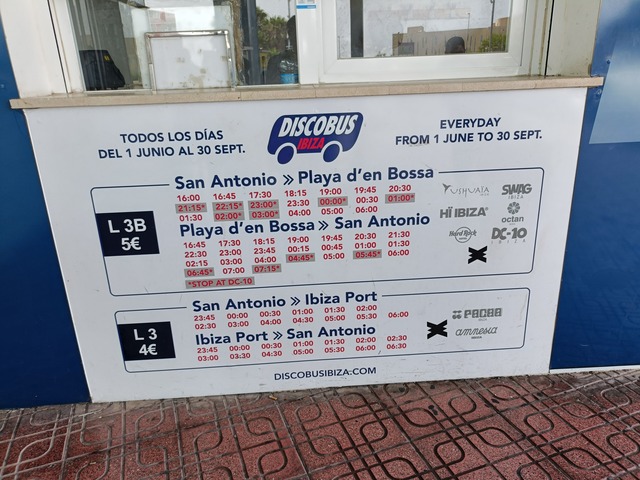 TODOS LOS DÍAS
DEL 1 JUNIO AL 30 SEPT.
DISCOBUS
IBIZA
EVERYDAY
FROM 1 JUNE TO 30 SEPT.
San Antonio >> Playa d'en Bossa
L 3B
5€
16:00 16:45 17:30 18:15 19:00 19:45 20:30
21:15* 22:15* 23:00* 23:30 00:00* 00:30 01:00*
01:30 02:00* 03:00* 04:00 05:00 06:00
Playa d'en Bossa >> San Antonio
16:45 17:30 18:15 19:00 19:45 20:30 21:30
22:30 23:00 23:45 00:15 00:45 01:00 01:30
02:15 03:00 04:00 04:45* 05:00 05:45* 06:00
06:45* 07:00 07:15*
*STOP AT DC-10
USHUAÏA
SWAG
IBIZA
HÏ IBIZA
octan
Hard Rock
DC-10
IBIZA
San Antonio >> Ibiza Port
L 3
4€
23:45 00:00 00:30 01:00 01:30 02:00 06:00
02:30 03:00 04:00 04:30 05:00 05:30
Ibiza Port >> San Antonio
23:45 00:00 00:30 01:00 01:30 02:00 02:30
03:00 03:30 04:30 05:00 05:30 06:00 06:30
PACHA
amnesia
DISCOBUSIBIZA.COM